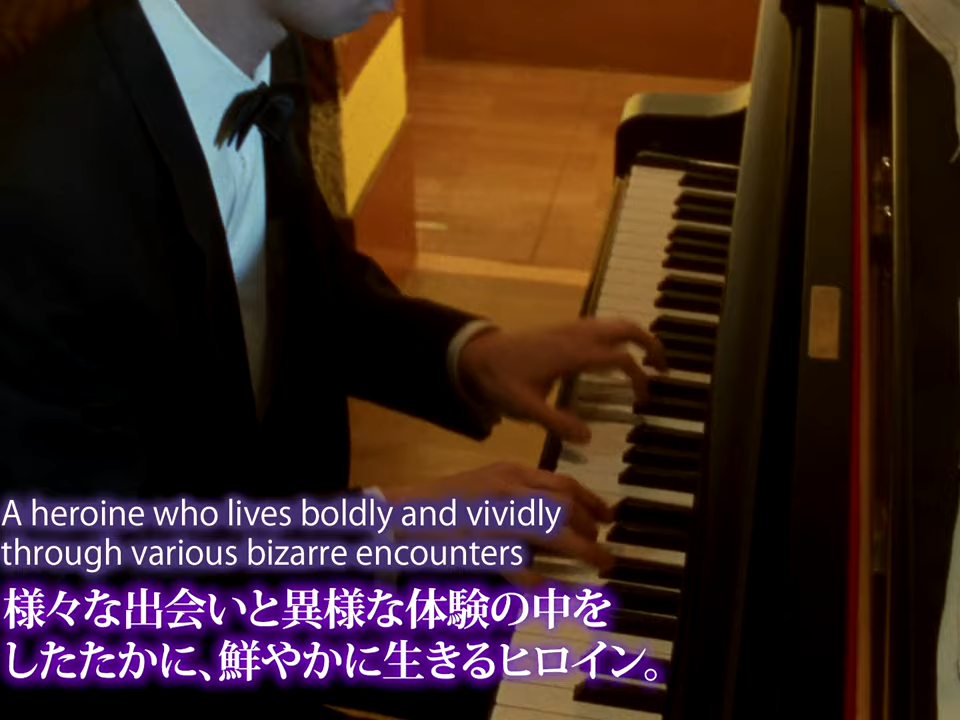 A heroine who lives boldly and vividly
through various bizarre encounters
様々な出会いと異様な体験の中を
したたかに、鮮やかに生きるヒロイン。